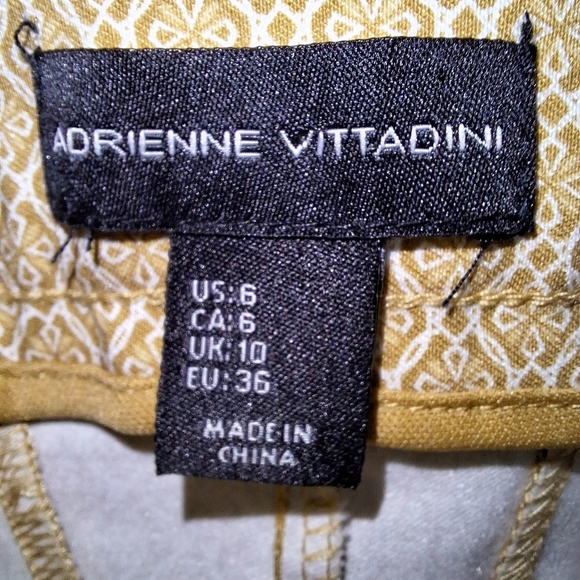 ADRIENNE VITTADINI
US:6
CA:6
UK:10
EU:36
MADE IN
CHINA